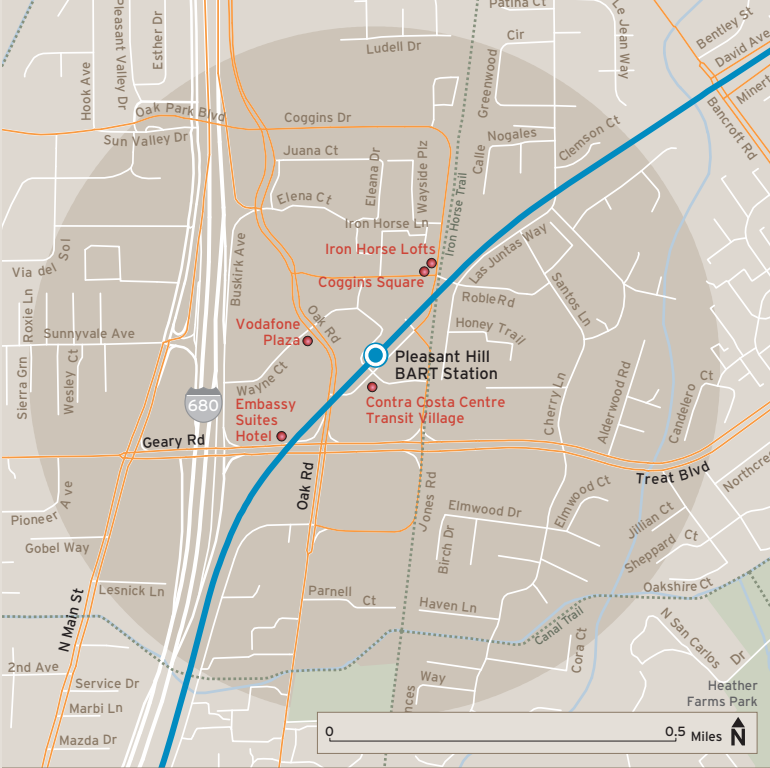 Patina Ct
Pleasant Valley Dr
Esther Dr
Hook Ave
Ludell Dr
Cir
Greenwood
Le Jean Way
Bentley St
David Ave
Minert
Bancroft Rd
Oak Park Blvd
Sun Valley Dr
Coggins Dr
Juana Ct
Eleana Dr
Wayside Plz
Calle
Nogales
Clemson Ct
Elena Ct
Iron Horse Ln
Iron Horse Trail
Iron Horse Lofts
Coggins Square
Las Juntas Way
Buskirk Ave
Via del Sol
Roxie Ln
Sunnyvale Ave
Sierra Grn
Wesley Ct
Vodafone
Plaza
Oak Rd
Roble Rd
Honey Trail
Santos Ln
Pleasant Hill
BART Station
Wayne Ct
680
Embassy
Suites
Hotel
Contra Costa Centre
Transit Village
Cherry Ln
Alderwood Rd
Candelero Ct
Geary Rd
Oak Rd
Treat Blvd
Northcre
Pioneer Ave
Gobel Way
Jones Rd
Elmwood Dr
Birch Dr
Elmwood Ct
Jillian Ct
Sheppard Ct
Oakshire Ct
Lesnick Ln
Parnell Ct
Haven Ln
Canal Trail
Cora Ct
N San Carlos Dr
N Main St
2nd Ave
Service Dr
Marbi Ln
Mazda Dr
Way
nces
Heather
Farms Park
0 0.5 Miles N